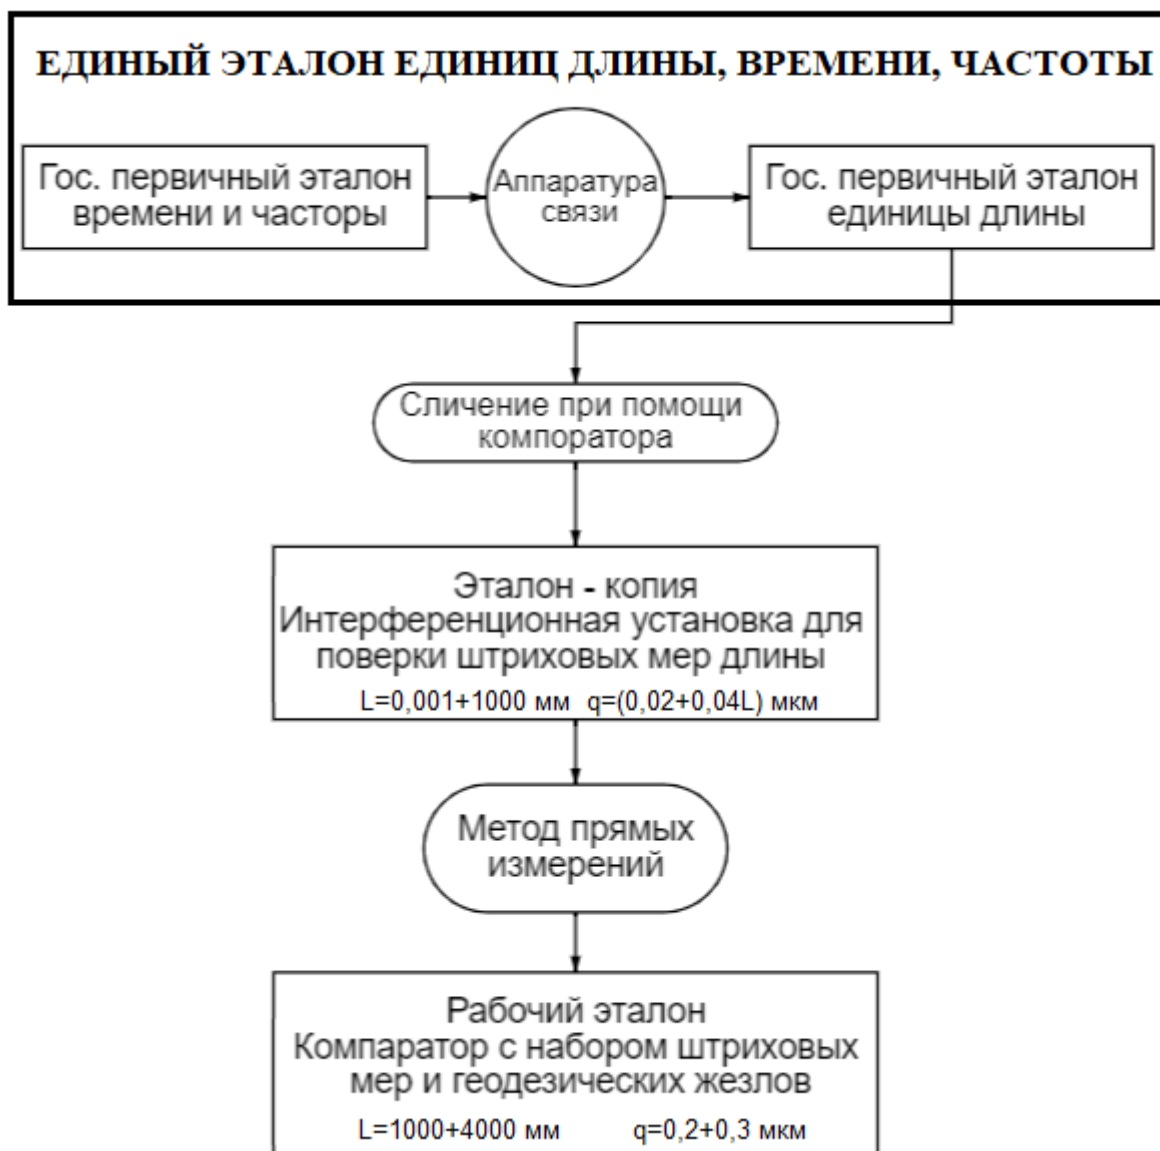 ЕДИНЫЙ ЭТАЛОН ЕДИНИЦ ДЛИНЫ, ВРЕМЕНИ, ЧАСТОТЫ
Гос. первичный эталон
времени и часторы
Аппаратура
связи
Гос. первичный эталон
единицы длины
Сличение при помощи
компоратора
Эталон - копия
Интерференционная установка для
поверки штриховых мер длины
L=0,001+1000 мм q=(0,02+0,04L) мкм
Метод прямых
измерений
Рабочий эталон
Компаратор с набором штриховых
мер и геодезических жезлов
L=1000+4000 мм q=0,2+0,3 мкм